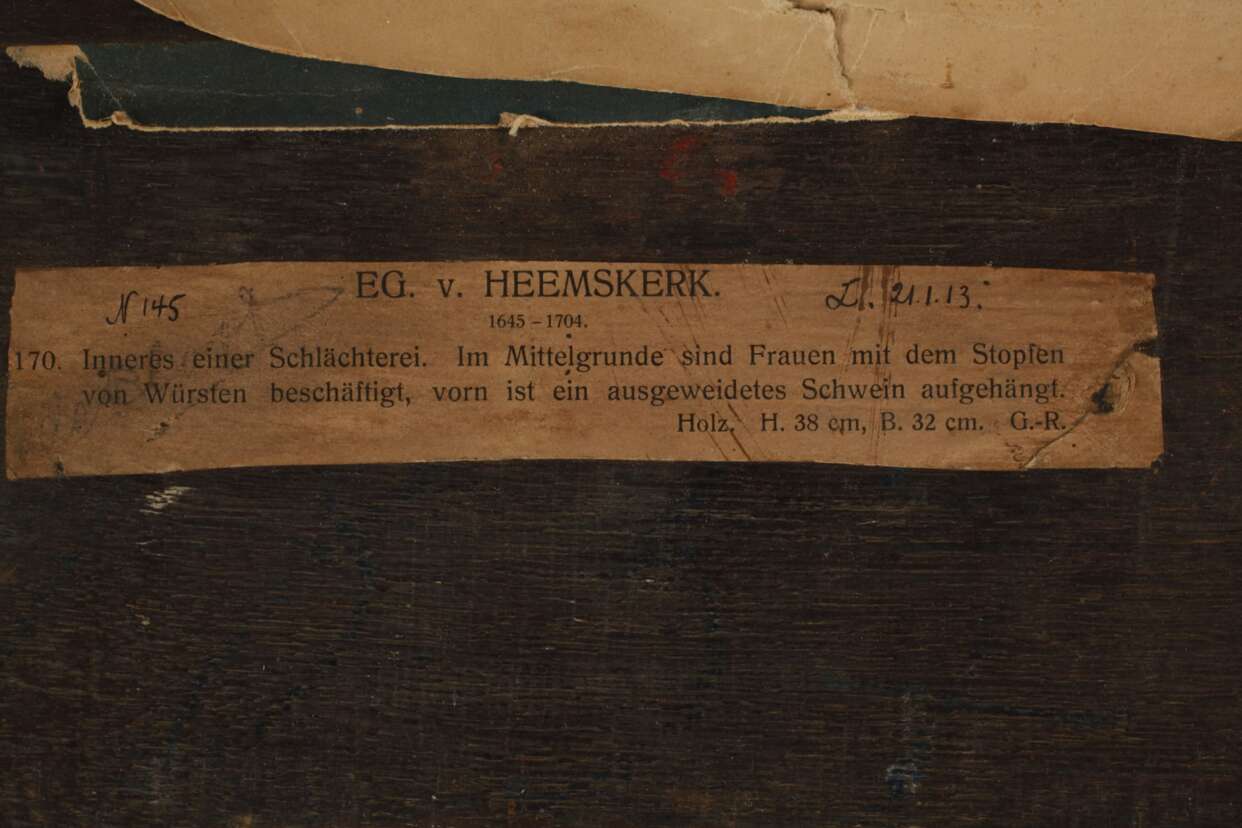 EG. v. HEEMSKERK.
N 145
L. 21.1.13.
1645 – 1704.
170. Inneres einer Schlächterei. Im Mittelgrunde sind Frauen mit dem Stopfen
von Würsten beschäftigt, vorn ist ein ausgeweidetes Schwein aufgehängt.
Holz. H. 38 cm, B. 32 cm. G.-R.